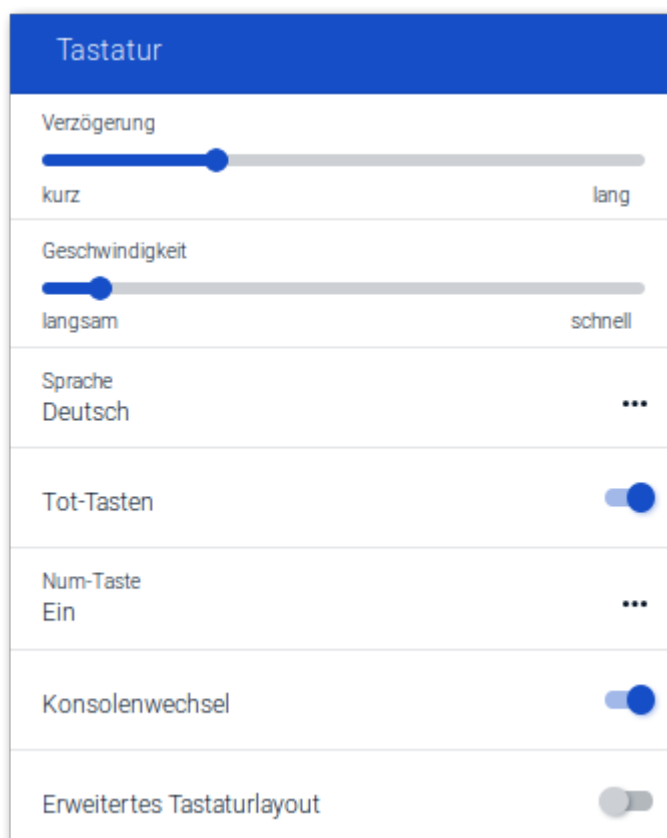 Tastatur
Verzögerung
kurz lang
Geschwindigkeit
langsam schnell
Sprache
Deutsch
Tot-Tasten
Num-Taste
Ein
Konsolenwechsel
Erweitertes Tastaturlayout